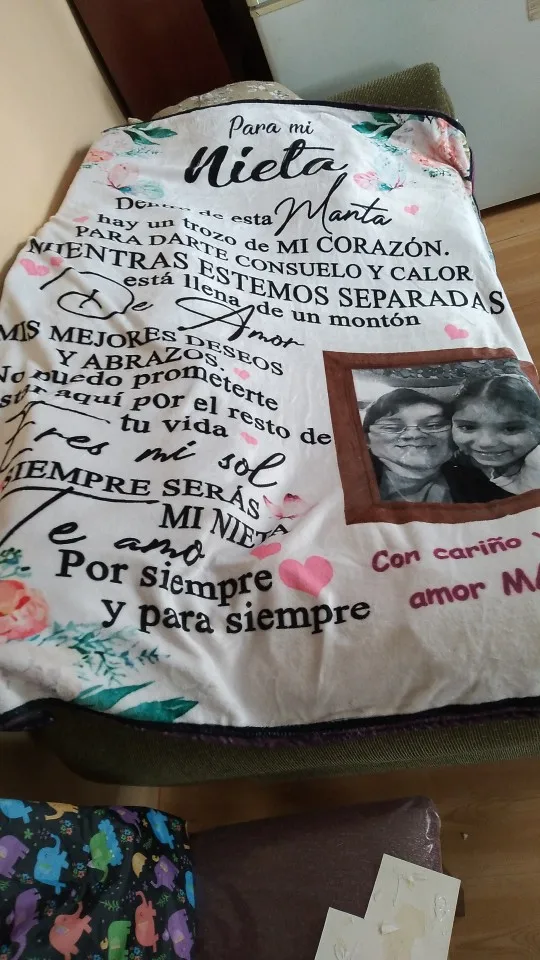 Para mi
Nieta
Dentro de esta Manta
hay un trozo de MI CORAZÓN.
PARA DARTE CONSUELO Y CALOR
MIENTRAS ESTEMOS SEPARADAS
está llena de un montón
De Amor
MIS MEJORES DESEOS
Y ABRAZOS.
No puedo prometerte
estar aquí por el resto de
tu vida
Eres mi sol
SIEMPRE SERÁS
MI NIETA
Te amo
Por siempre
y para siempre
Con cariño y
amor